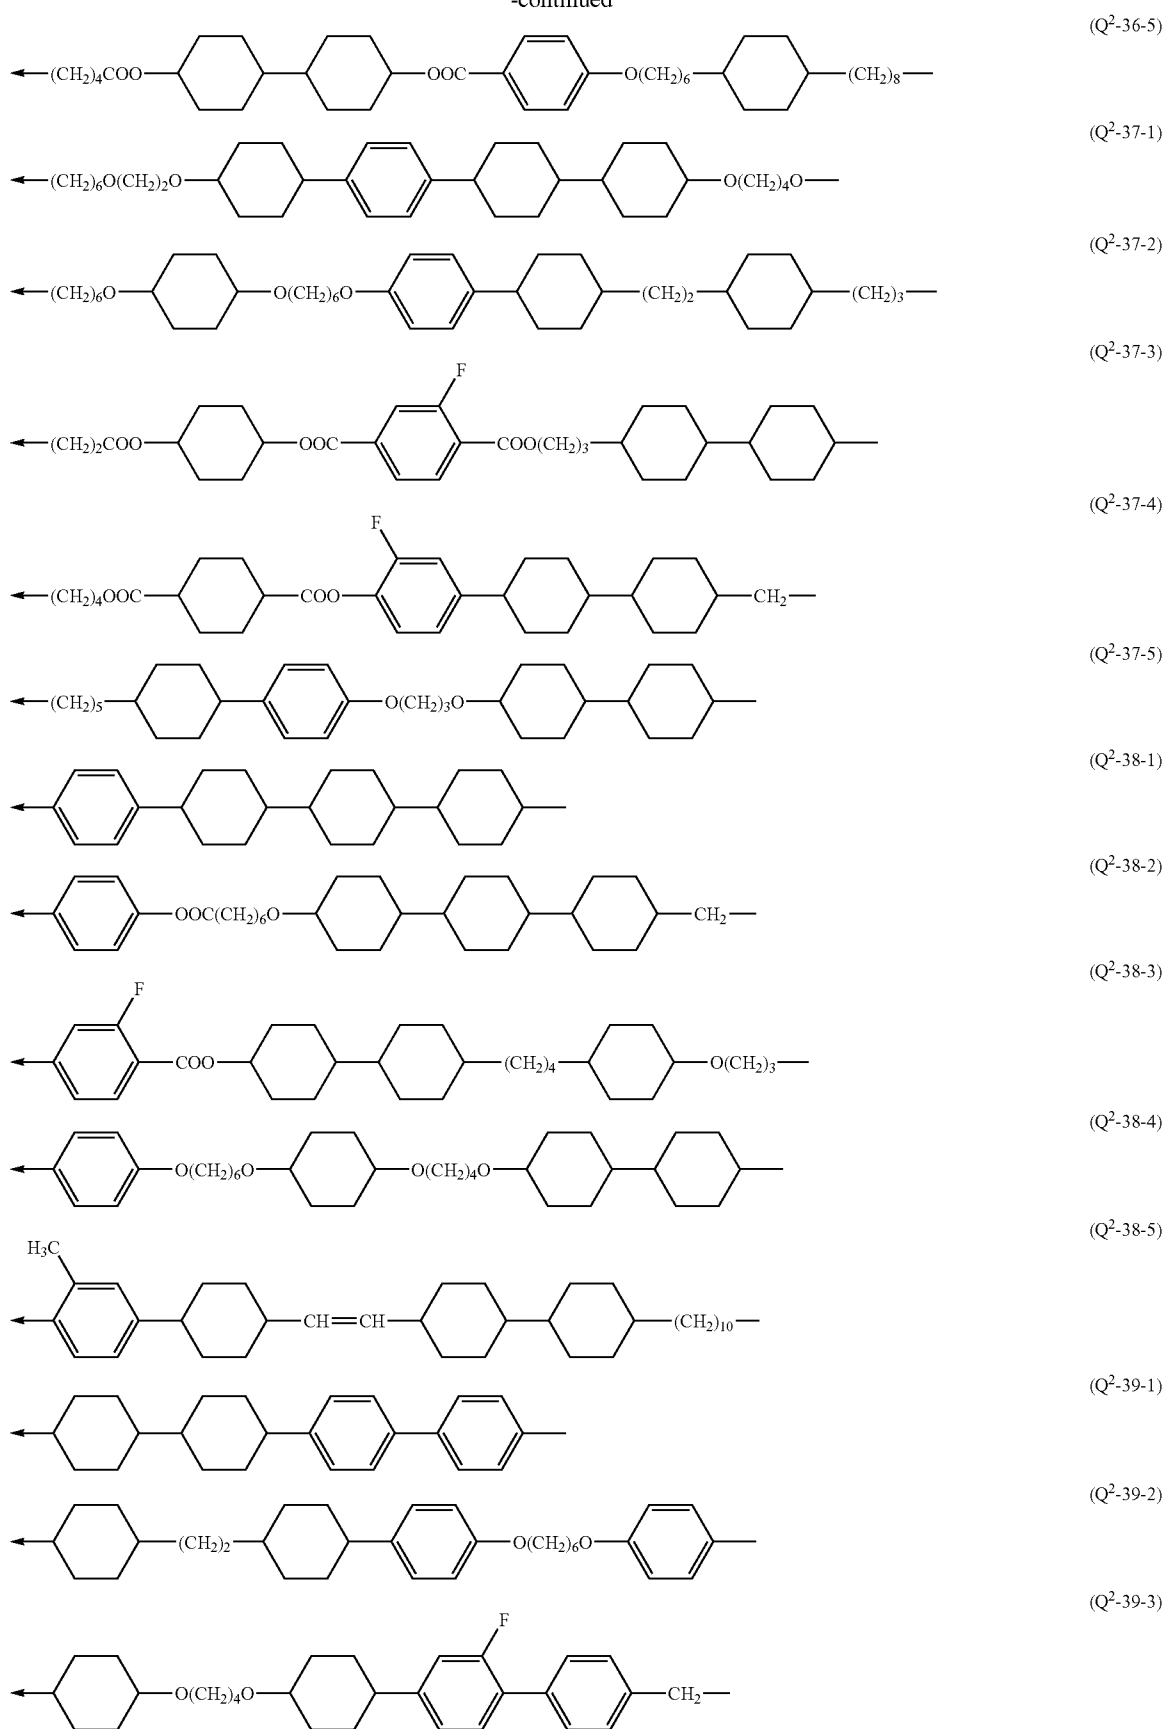 -continued
(Q²-36-5)
(CH₂)₄COO OOC O(CH₂)₆ (CH₂)₈
(Q²-37-1)
(CH₂)₆O(CH₂)₂O O(CH₂)₄O
(Q²-37-2)
(CH₂)₆O O(CH₂)₆O (CH₂)₂ (CH₂)₃
(Q²-37-3)
F
(CH₂)₂COO OOC COO(CH₂)₃
(Q²-37-4)
F
(CH₂)₄OOC COO CH₂
(Q²-37-5)
(CH₂)₅ O(CH₂)₃O
(Q²-38-1)
(Q²-38-2)
OOC(CH₂)₆O CH₂
(Q²-38-3)
F
COO (CH₂)₄ O(CH₂)₃
(Q²-38-4)
O(CH₂)₆O O(CH₂)₄O
(Q²-38-5)
H₃C
CH CH (CH₂)₁₀
(Q²-39-1)
(Q²-39-2)
(CH₂)₂ O(CH₂)₆O
(Q²-39-3)
F
O(CH₂)₄O CH₂